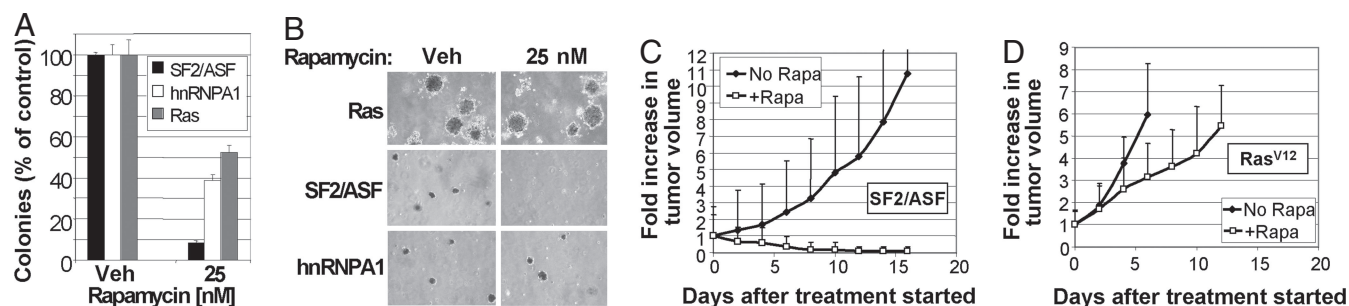 A
Colonies (% of control)
100
80
60
40
20
0
SF2/ASF
hnRNPA1
Ras
Veh
25
Rapamycin [nM]
B
Rapamycin:
Veh
25 nM
Ras
SF2/ASF
hnRNPA1
C
Fold increase in
tumor volume
12
11
10
9
8
7
6
5
4
3
2
1
No Rapa
+Rapa
SF2/ASF
0
5
10
15
20
Days after treatment started
D
Fold increase in
tumor volume
9
8
7
6
5
4
3
2
1
0
Ras^V12
No Rapa
+Rapa
0
5
10
15
20
Days after treatment started